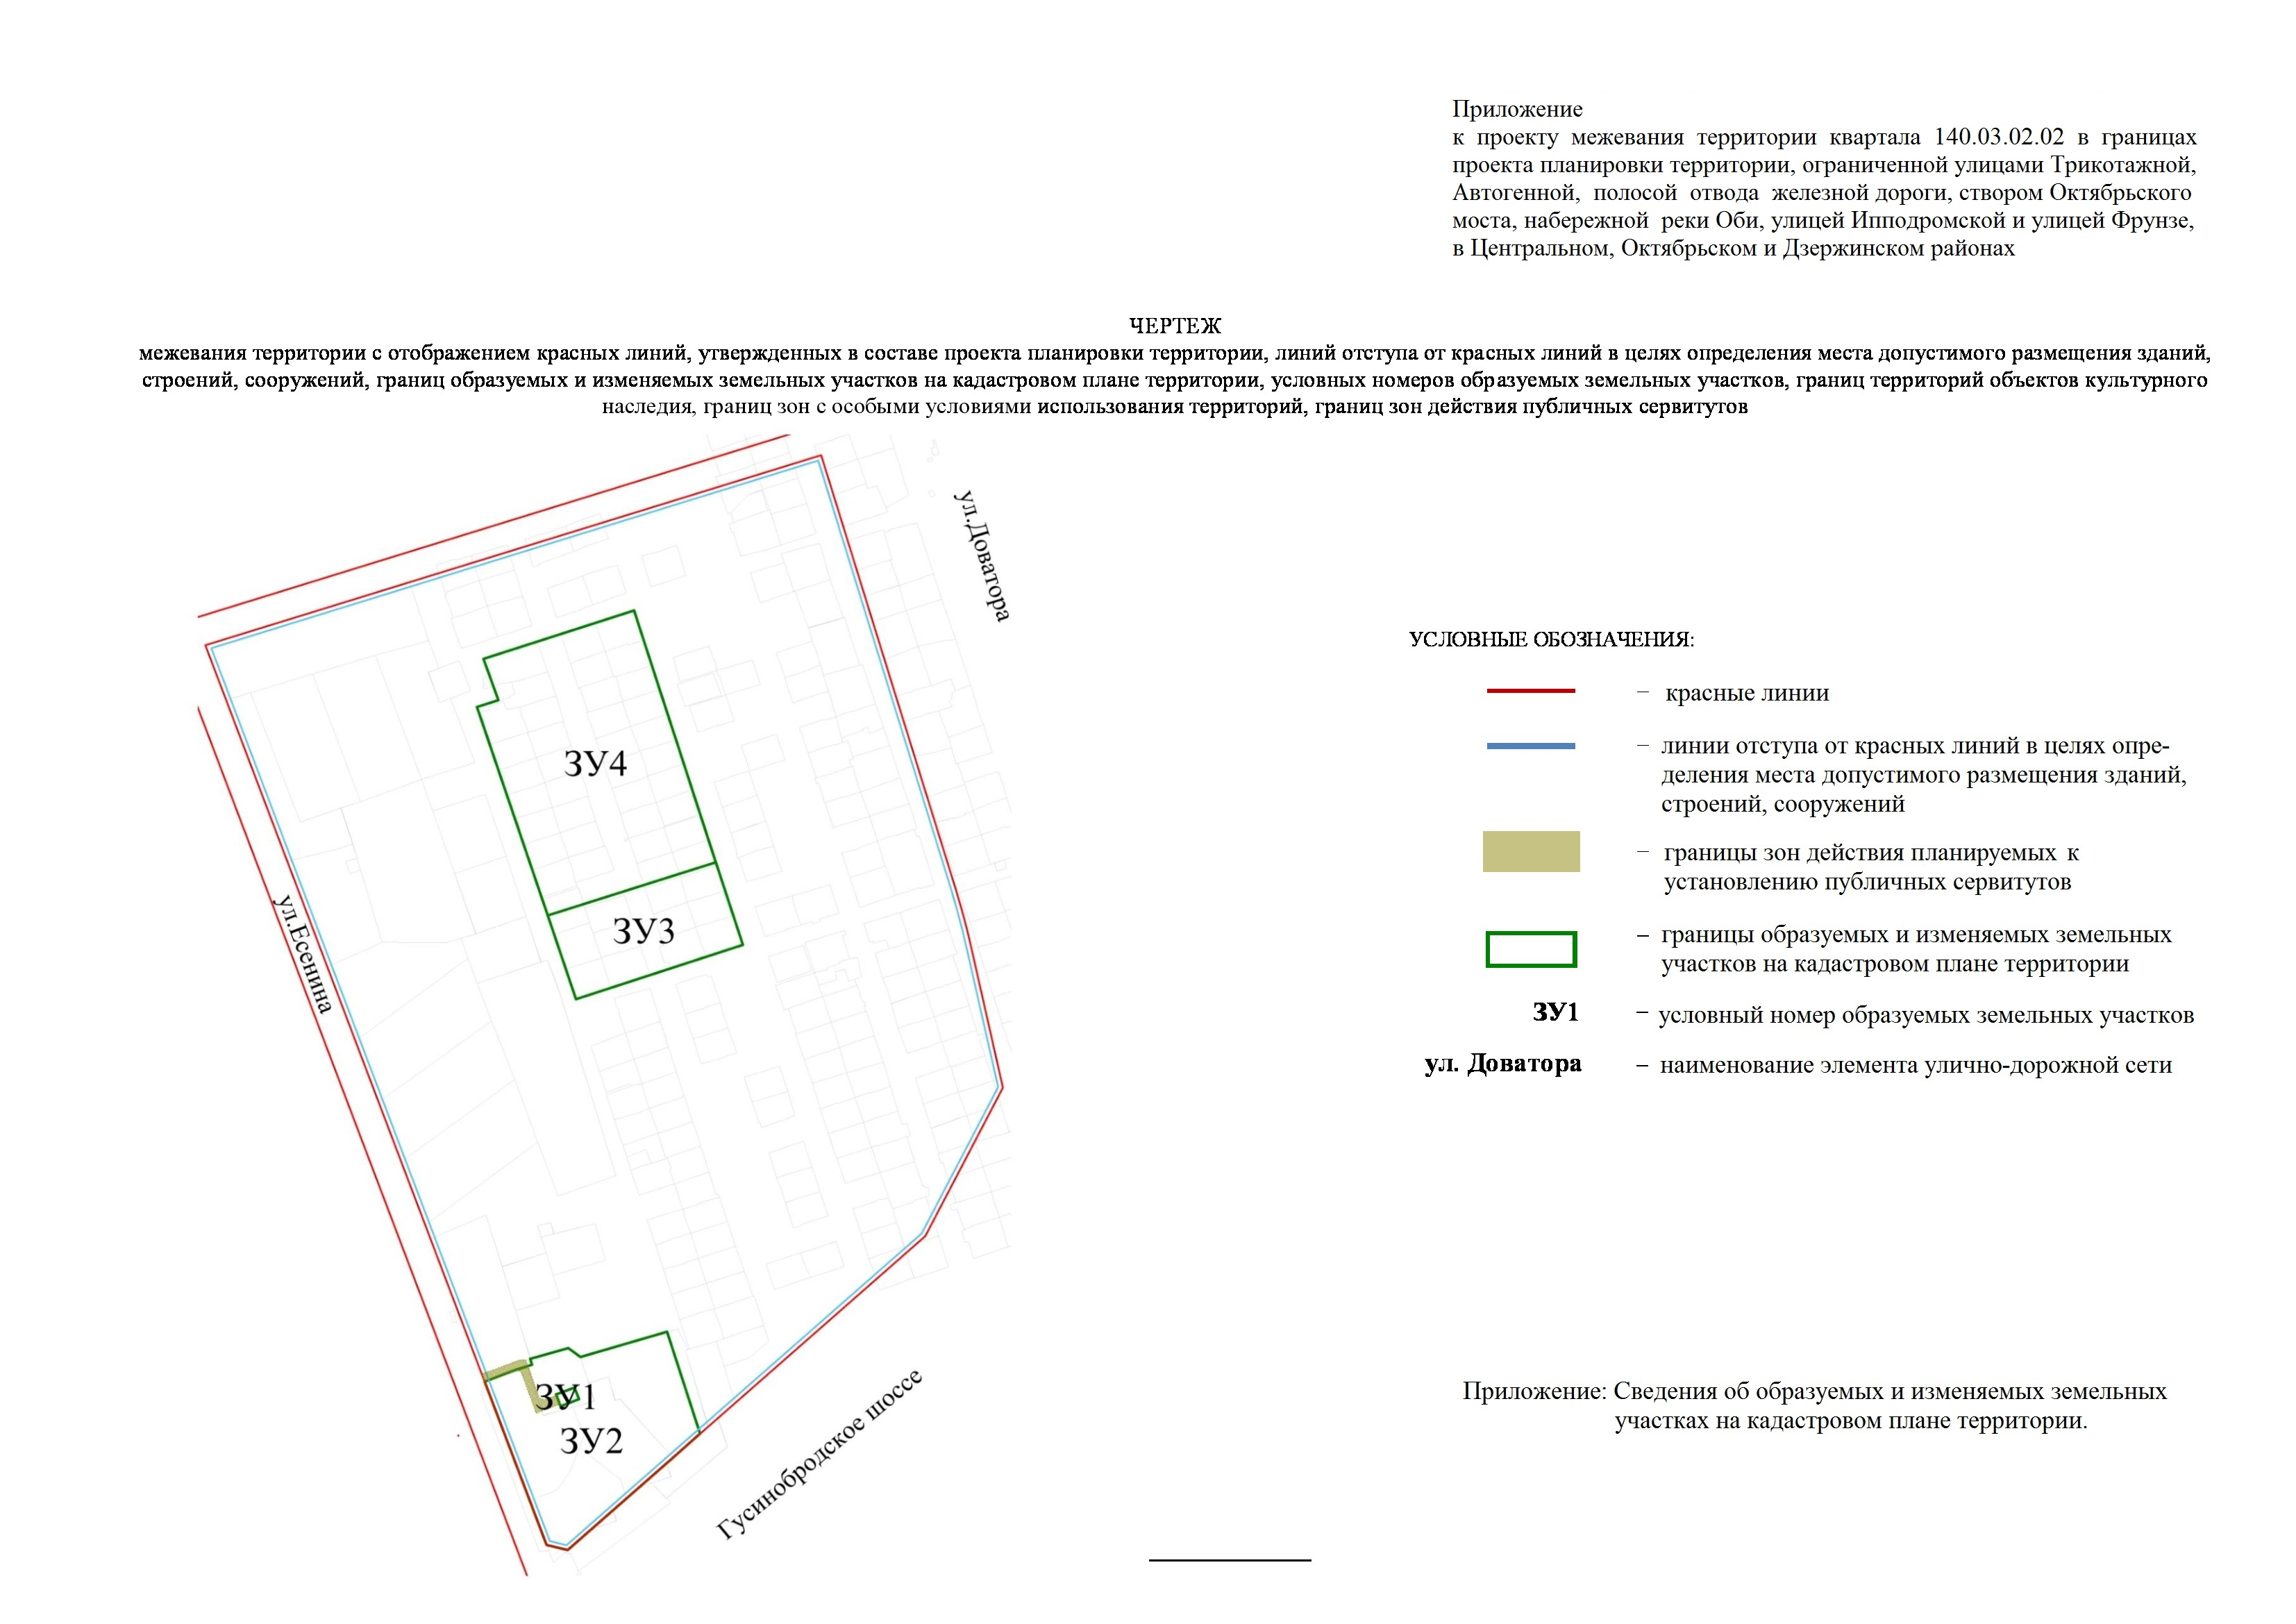 Приложение
к проекту межевания территории квартала 140.03.02.02 в границах
проекта планировки территории, ограниченной улицами Трикотажной,
Автогенной, полосой отвода железной дороги, створом Октябрьского
моста, набережной реки Оби, улицей Ипподромской и улицей Фрунзе,
в Центральном, Октябрьском и Дзержинском районах
ЧЕРТЕЖ
межевания территории с отображением красных линий, утвержденных в составе проекта планировки территории, линий отступа от красных линий в целях определения места допустимого размещения зданий,
строений, сооружений, границ образуемых и изменяемых земельных участков на кадастровом плане территории, условных номеров образуемых земельных участков, границ территорий объектов культурного
наследия, границ зон с особыми условиями использования территорий, границ зон действия публичных сервитутов
ул.Доватора
ЗУ4
ЗУ3
ул.Есенина
ЗУ1
ЗУ2
Гусинобродское шоссе
УСЛОВНЫЕ ОБОЗНАЧЕНИЯ:
– красные линии
– линии отступа от красных линий в целях опре-
деления места допустимого размещения зданий,
строений, сооружений
– границы зон действия планируемых к
установлению публичных сервитутов
– границы образуемых и изменяемых земельных
участков на кадастровом плане территории
ЗУ1 – условный номер образуемых земельных участков
ул. Доватора – наименование элемента улично-дорожной сети
Приложение: Сведения об образуемых и изменяемых земельных
участках на кадастровом плане территории.